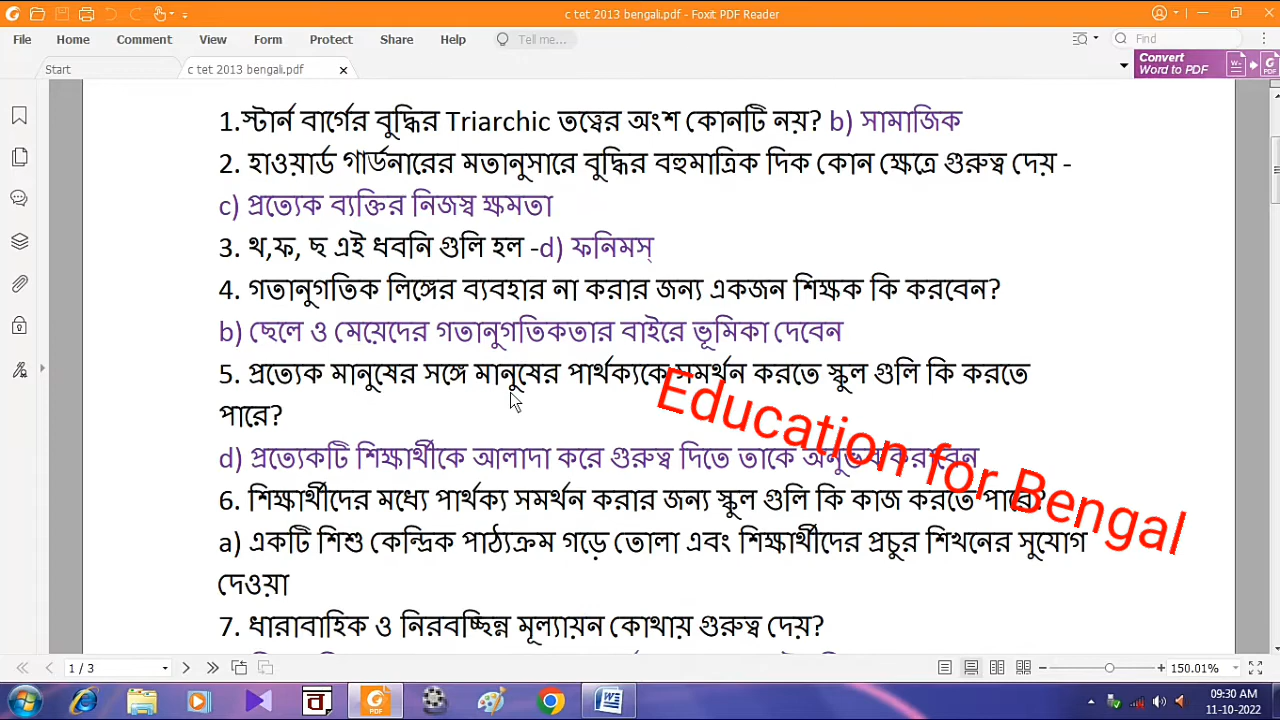 c tet 2013 bengali.pdf - Foxit PDF Reader
File Home Comment View Form Protect Share Help Tell me... Find
Start c tet 2013 bengali.pdf Convert
Word to PDF
1.স্টার্ন বার্গের বুদ্ধির Triarchic তত্ত্বের অংশ কোনটি নয়? b) সামাজিক
2. হাওয়ার্ড গার্ডনারের মতানুসারে বুদ্ধির বহুমাত্রিক দিক কোন ক্ষেত্রে গুরুত্ব দেয় -
c) প্রত্যেক ব্যক্তির নিজস্ব ক্ষমতা
3. থ,ফ, ছ এই ধবনি গুলি হল -d) ফনিমস্
4. গতানুগতিক লিঙ্গের ব্যবহার না করার জন্য একজন শিক্ষক কি করবেন?
b) ছেলে ও মেয়েদের গতানুগতিকতার বাইরে ভূমিকা দেবেন
5. প্রত্যেক মানুষের সঙ্গে মানুষের পার্থক্যকে সমর্থন করতে স্কুল গুলি কি করতে
পারে?
Education for Bengal
d) প্রত্যেকটি শিক্ষার্থীকে আলাদা করে গুরুত্ব দিতে তাকে অনুভব করাবেন
6. শিক্ষার্থীদের মধ্যে পার্থক্য সমর্থন করার জন্য স্কুল গুলি কি কাজ করতে পারে?
a) একটি শিশু কেন্দ্রিক পাঠ্যক্রম গড়ে তোলা এবং শিক্ষার্থীদের প্রচুর শিখনের সুযোগ
দেওয়া
7. ধারাবাহিক ও নিরবচ্ছিন্ন মূল্যায়ন কোথায় গুরুত্ব দেয়?
1 / 3 150.01%
09:30 AM
11-10-2022